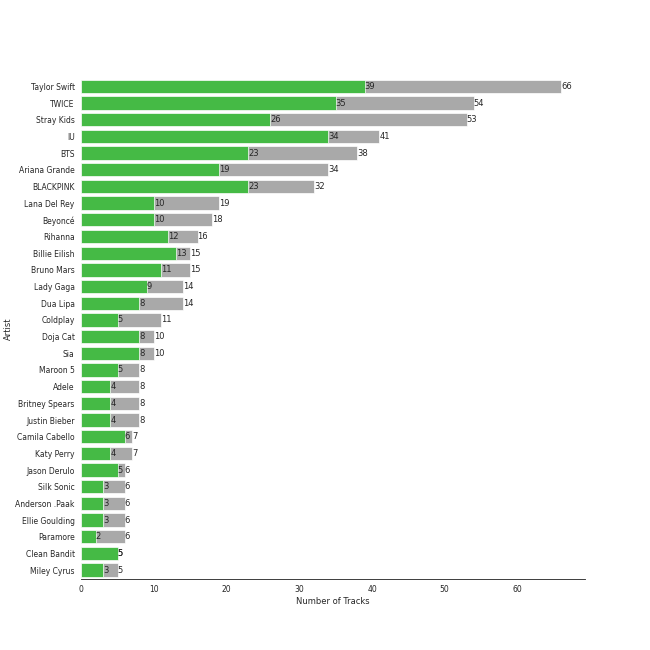 Taylor Swift 39 66
TWICE 35 54
Stray Kids 26 53
IU 34 41
BTS 23 38
Ariana Grande 19 34
BLACKPINK 23 32
Lana Del Rey 10 19
Beyoncé 10 18
Rihanna 12 16
Billie Eilish 13 15
Bruno Mars 11 15
Lady Gaga 9 14
Dua Lipa 8 14
Coldplay 5 11
Doja Cat 8 10
Sia 8 10
Maroon 5 5 8
Adele 4 8
Britney Spears 4 8
Justin Bieber 4 8
Camila Cabello 6 7
Katy Perry 4 7
Jason Derulo 5 6
Silk Sonic 3 6
Anderson .Paak 3 6
Ellie Goulding 3 6
Paramore 2 6
Clean Bandit 5 5
Miley Cyrus 3 5
Artist
0 10 20 30 40 50 60
Number of Tracks